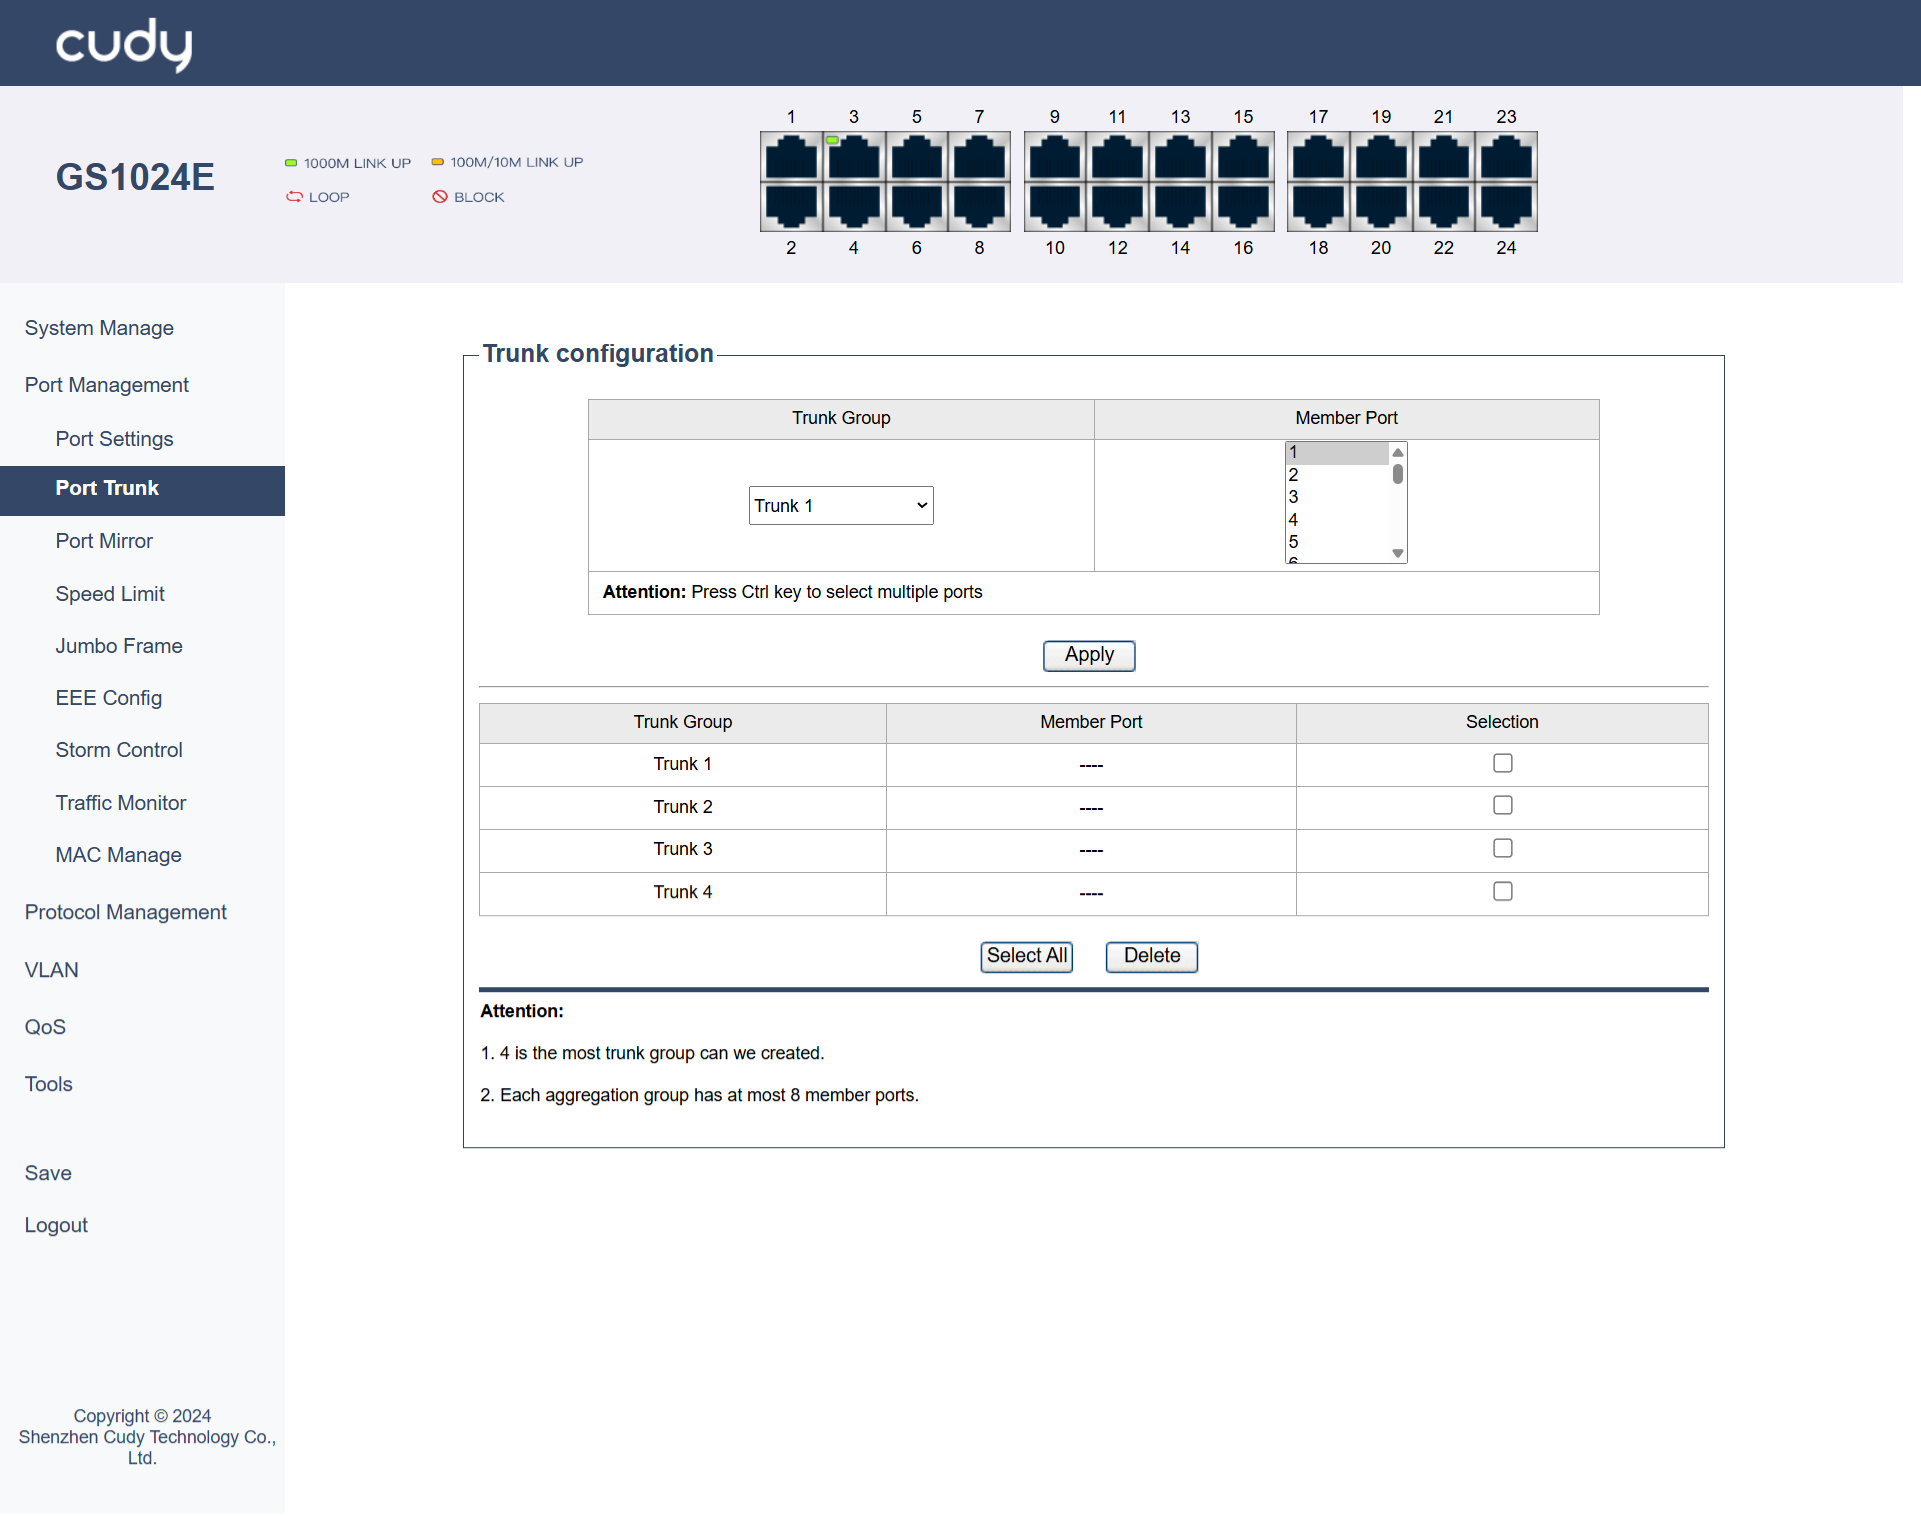 cudy
GS1024E
1000M LINK UP
100M/10M LINK UP
LOOP
BLOCK
1 3 5 7 9 11 13 15 17 19 21 23
2 4 6 8 10 12 14 16 18 20 22 24
System Manage
Port Management
Port Settings
Port Trunk
Port Mirror
Speed Limit
Jumbo Frame
EEE Config
Storm Control
Traffic Monitor
MAC Manage
Protocol Management
VLAN
QoS
Tools
Save
Logout
Copyright © 2024
Shenzhen Cudy Technology Co.,
Ltd.
Trunk configuration
Trunk Group Member Port
Trunk 1
1
2
3
4
5
6
Attention: Press Ctrl key to select multiple ports
Apply
Trunk Group Member Port Selection
Trunk 1 ----
Trunk 2 ----
Trunk 3 ----
Trunk 4 ----
Select All Delete
Attention:
1. 4 is the most trunk group can we created.
2. Each aggregation group has at most 8 member ports.